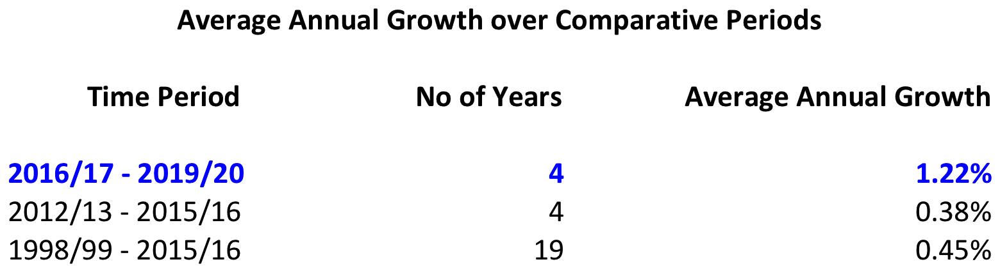 Average Annual Growth over Comparative Periods
Time Period No of Years Average Annual Growth
2016/17 - 2019/20 4 1.22%
2012/13 - 2015/16 4 0.38%
1998/99 - 2015/16 19 0.45%